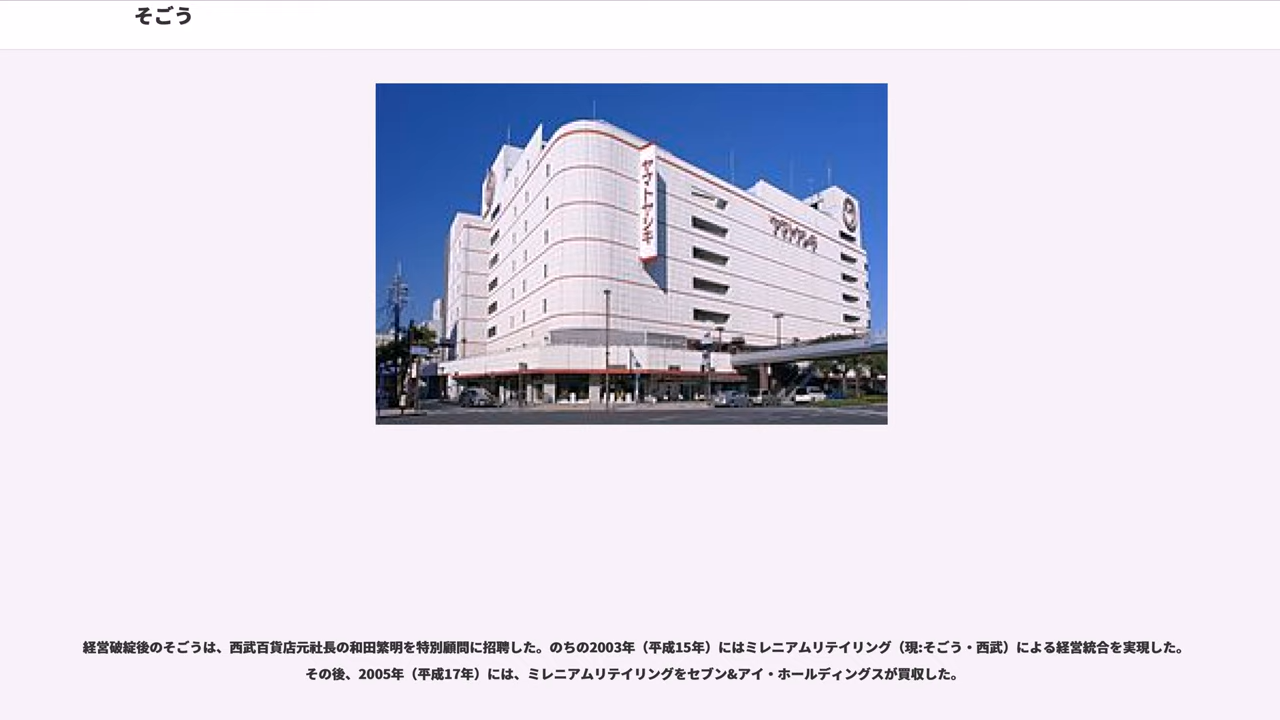 そごう
ヤマトヤシキ
ヤマトヤシキ
経営破綻後のそごうは、西武百貨店元社長の和田繁明を特別顧問に招聘した。のちの2003年（平成15年）にはミレニアムリテイリング（現:そごう・西武）による経営統合を実現した。
その後、2005年（平成17年）には、ミレニアムリテイリングをセブン&アイ・ホールディングスが買収した。